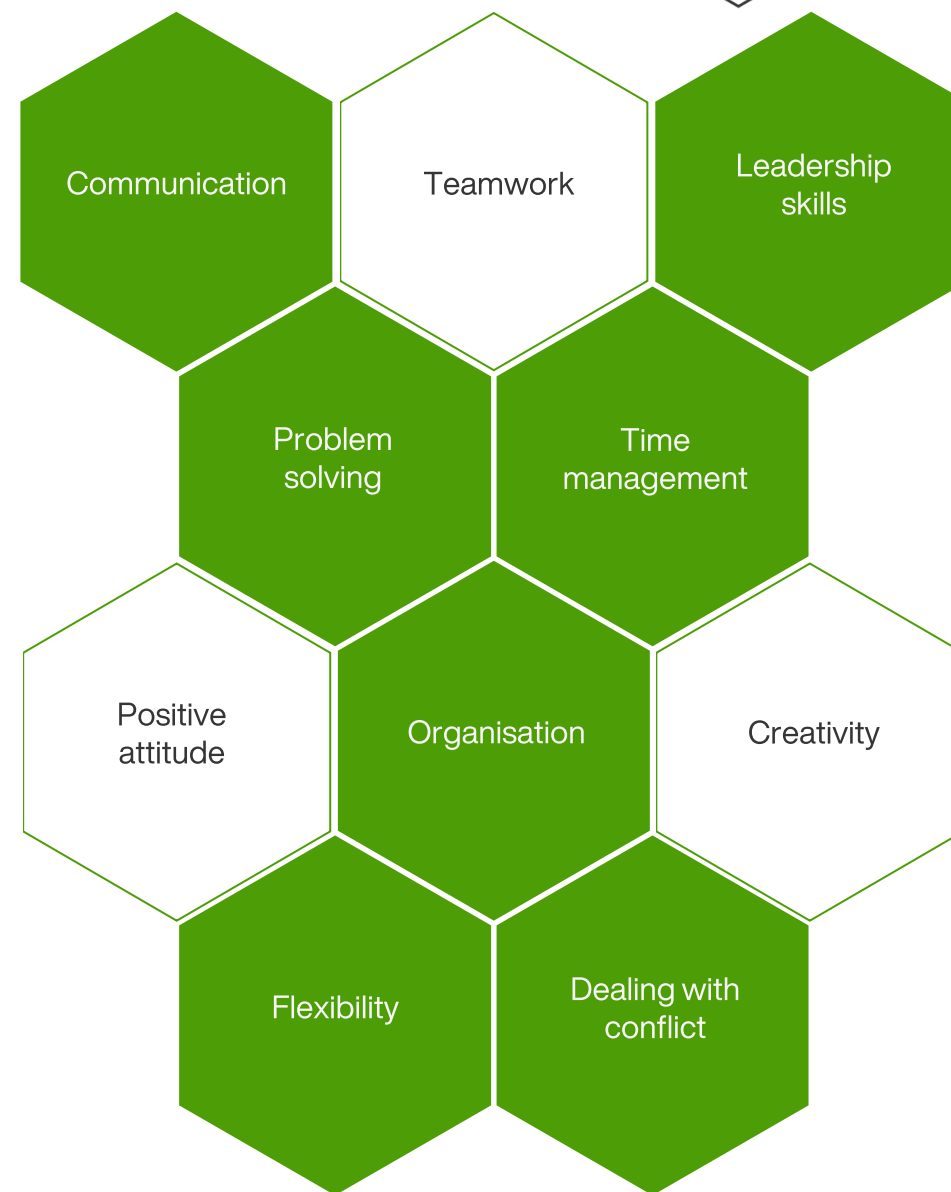 Communication
Teamwork
Leadership
skills
Problem
solving
Time
management
Positive
attitude
Organisation
Creativity
Flexibility
Dealing with
conflict